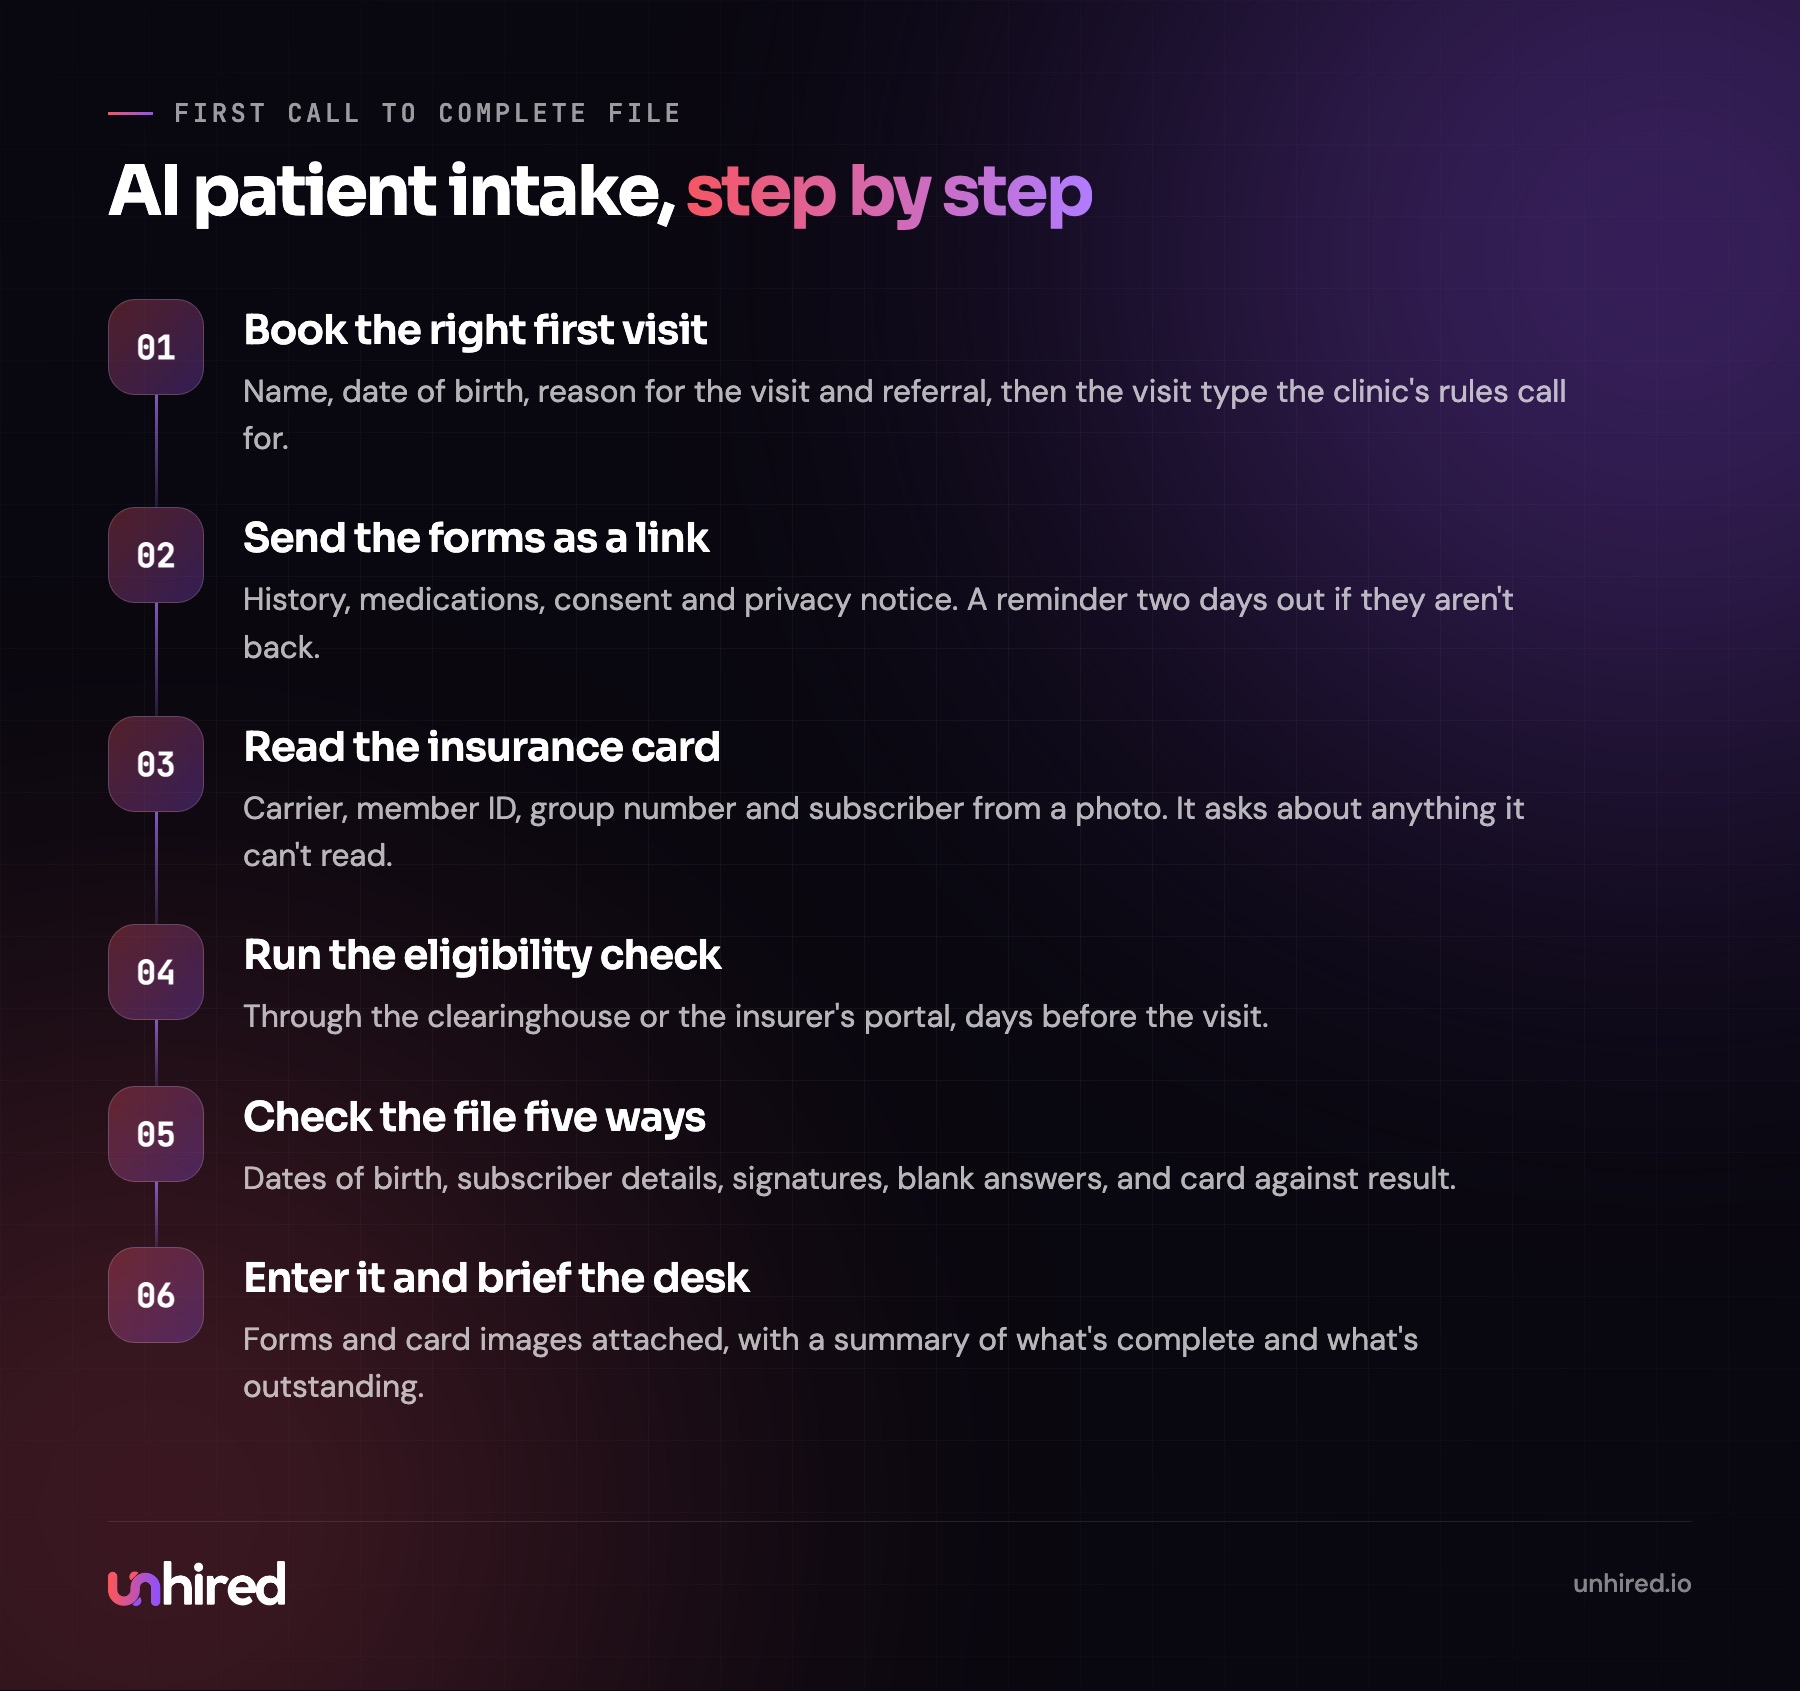 FIRST CALL TO COMPLETE FILE
AI patient intake, step by step
01
Book the right first visit
Name, date of birth, reason for the visit and referral, then the visit type the clinic's rules call
for.
02
Send the forms as a link
History, medications, consent and privacy notice. A reminder two days out if they aren't
back.
03
Read the insurance card
Carrier, member ID, group number and subscriber from a photo. It asks about anything it
can't read.
04
Run the eligibility check
Through the clearinghouse or the insurer's portal, days before the visit.
05
Check the file five ways
Dates of birth, subscriber details, signatures, blank answers, and card against result.
06
Enter it and brief the desk
Forms and card images attached, with a summary of what's complete and what's
outstanding.
unhired
unhired.io